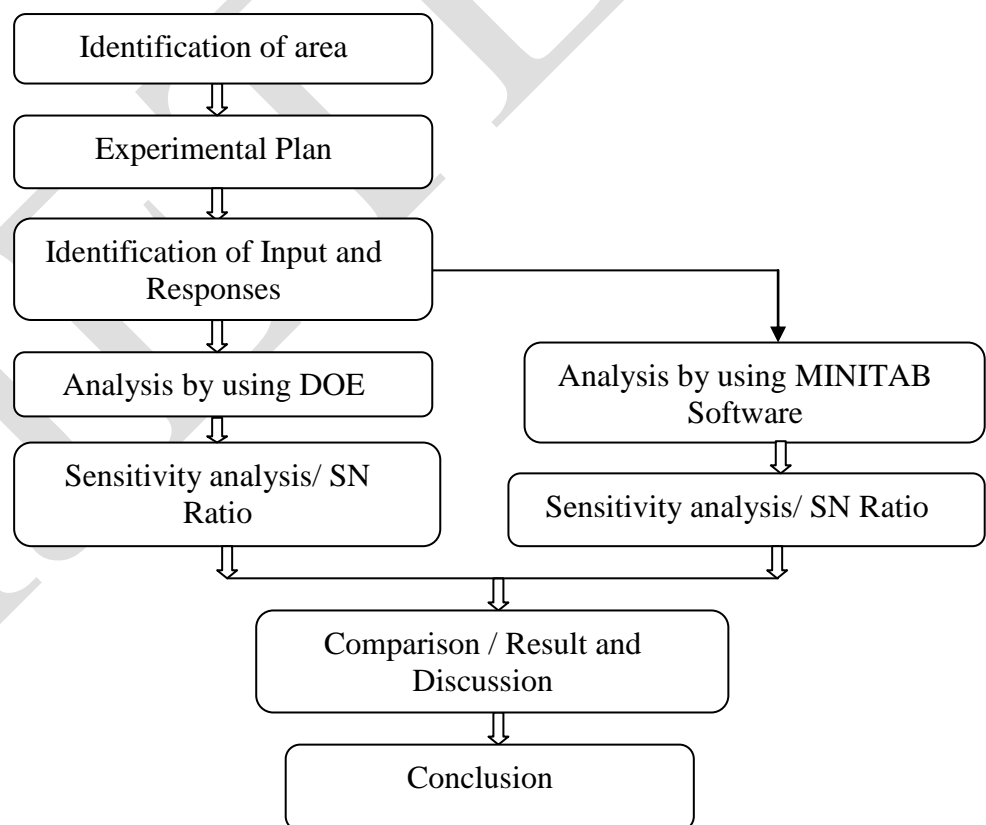 Identification of area
Experimental Plan
Identification of Input and
Responses
Analysis by using DOE
Sensitivity analysis/ SN
Ratio
Analysis by using MINITAB
Software
Sensitivity analysis/ SN Ratio
Comparison / Result and
Discussion
Conclusion